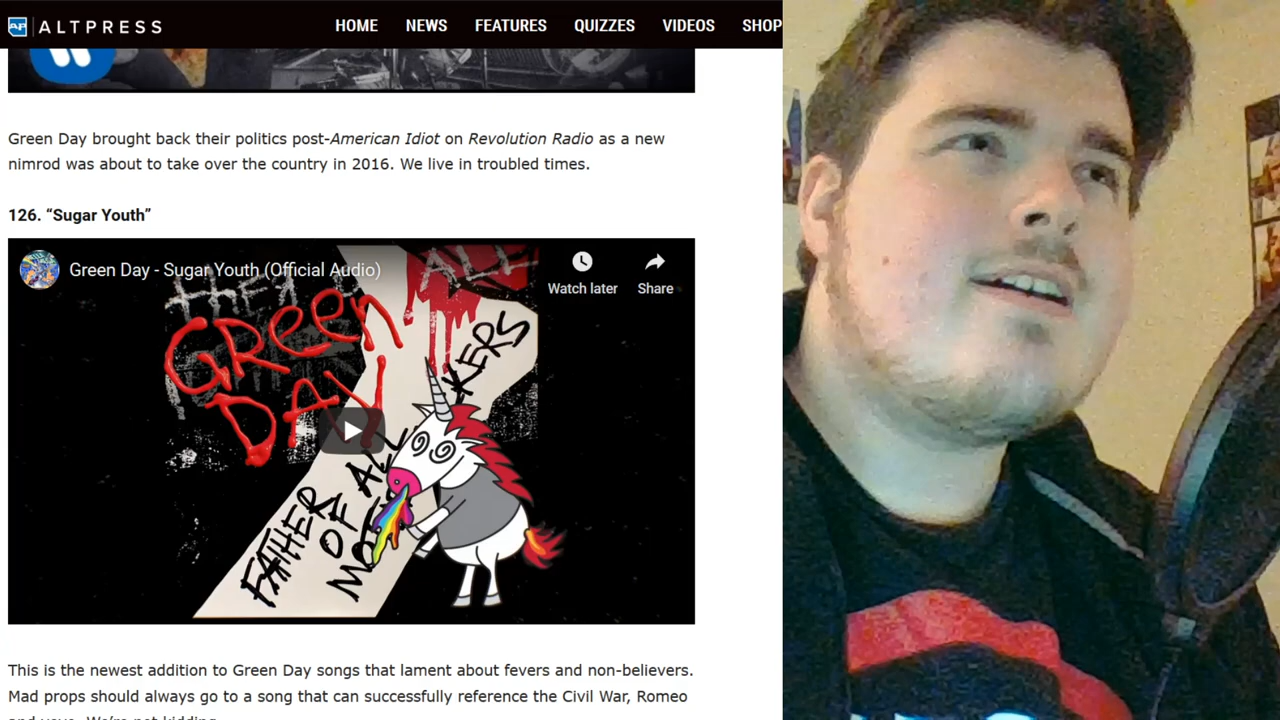 AP ALTPRESS HOME NEWS FEATURES QUIZZES VIDEOS SHOP
Green Day brought back their politics post-American Idiot on Revolution Radio as a new
nimrod was about to take over the country in 2016. We live in troubled times.
126. “Sugar Youth”
Green Day - Sugar Youth (Official Audio)
Watch later
Share
GREEN
DAY
FATHER
OF ALL
This is the newest addition to Green Day songs that lament about fevers and non-believers.
Mad props should always go to a song that can successfully reference the Civil War, Romeo